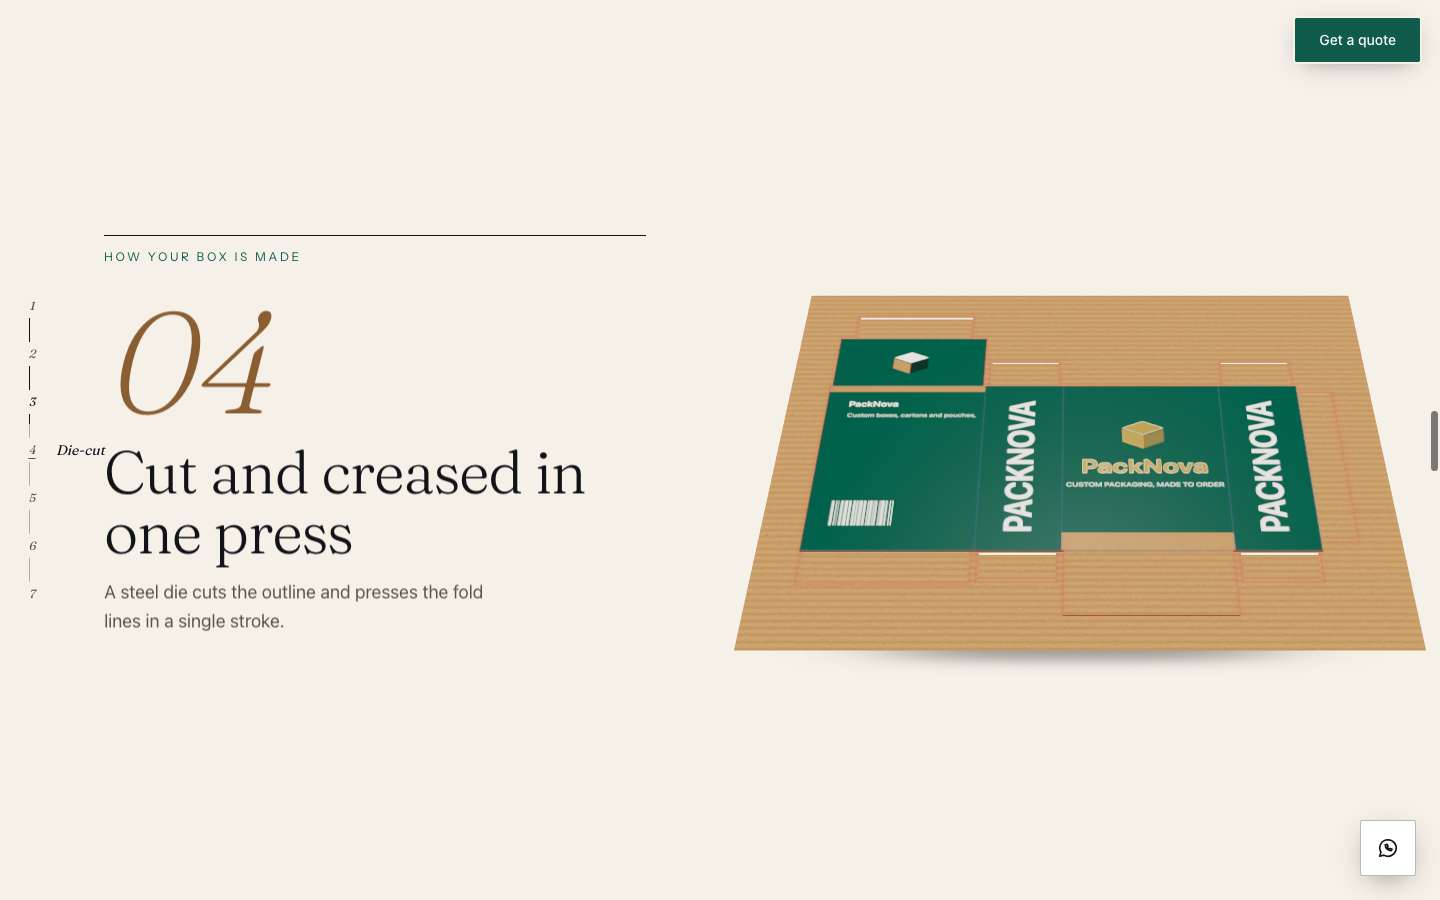 Get a quote
HOW YOUR BOX IS MADE
04
Cut and creased in
one press
A steel die cuts the outline and presses the fold
lines in a single stroke.
1
2
3
4 Die-cut
5
6
7
PackNova
Custom boxes, cartons and pouches,
PACKNOVA
PackNova
CUSTOM PACKAGING, MADE TO ORDER
PACKNOVA